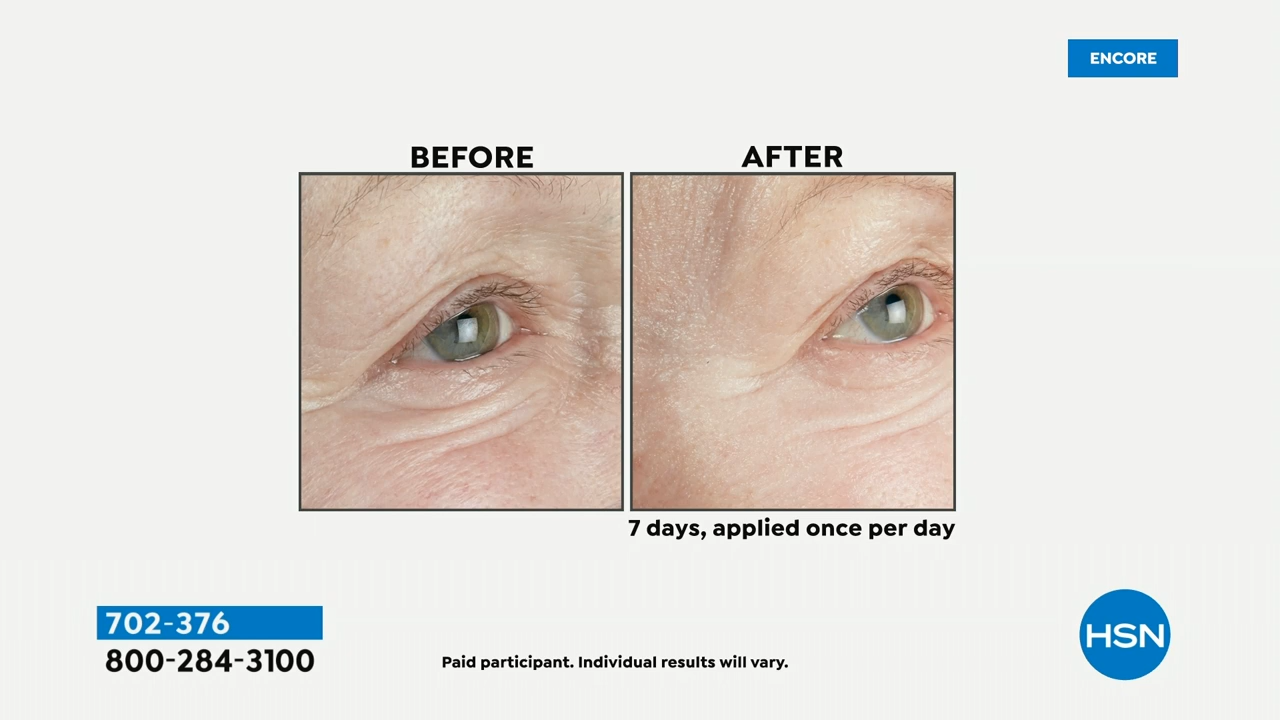 ENCORE
BEFORE
AFTER
7 days, applied once per day
702-376
800-284-3100
Paid participant. Individual results will vary.
HSN